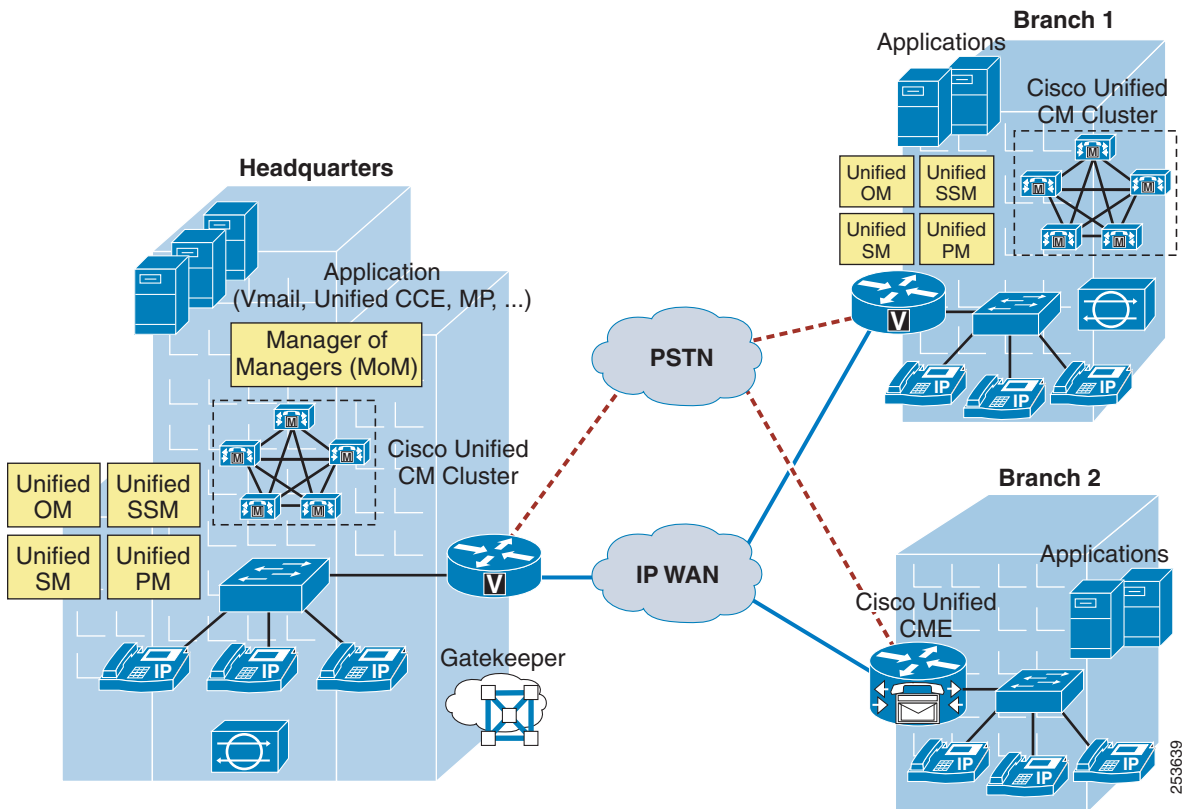 Headquarters
Application
(Vmail, Unified CCE, MP, ...)
Manager of
Managers (MoM)
M
M
M
M
M
Cisco Unified
CM Cluster
Unified
OM
Unified
SSM
Unified
SM
Unified
PM
V
IP
IP
IP
Gatekeeper
PSTN
IP WAN
Branch 1
Applications
Cisco Unified
CM Cluster
M
M
M
M
M
Unified
OM
Unified
SSM
Unified
SM
Unified
PM
V
IP
IP
IP
Branch 2
Applications
Cisco Unified
CME
IP
IP
IP
253639